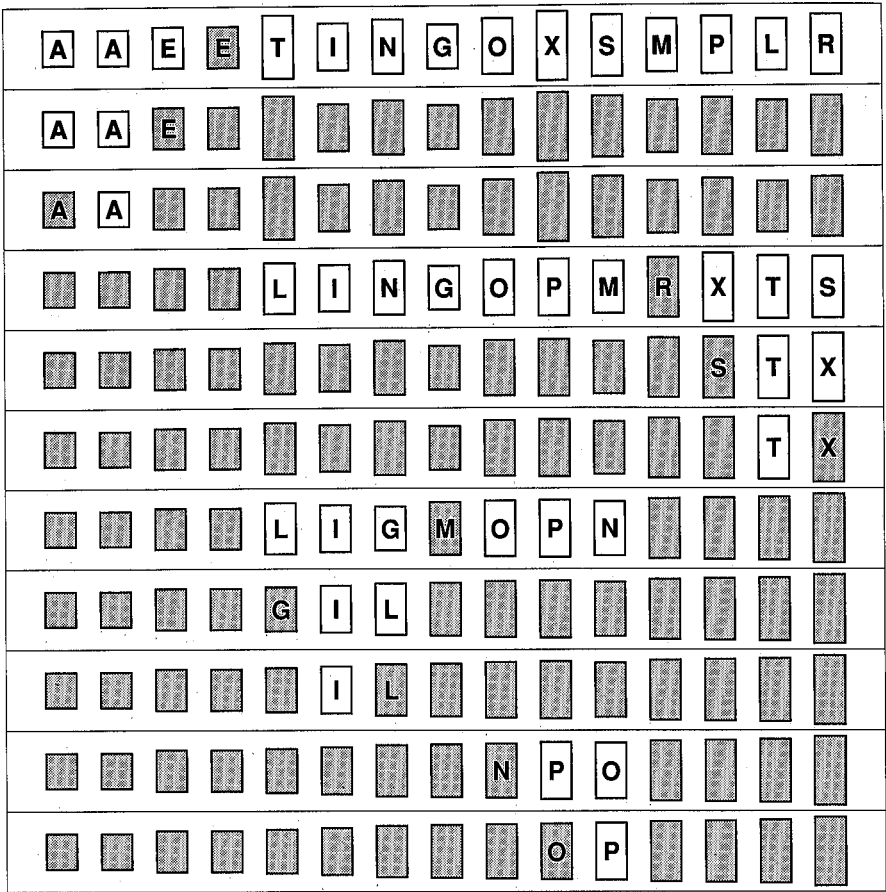 A A E E T I N G O X S M P L R
A A E
A A
L I N G O P M R X T S
S T X
T X
L I G M O P N
G I L
I L
N P O
O P